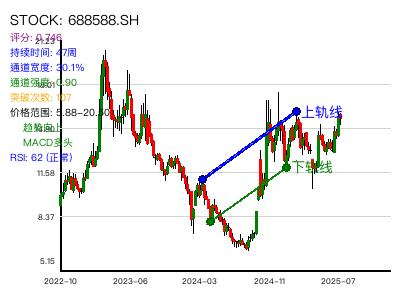 STOCK: 688588.SH
评分: 0.746
持续时间: 47周
通道宽度: 30.1%
通道强度: 0.90
突破次数: 107
价格范围: 5.88-20.50
趋势向上
MACD多头
RSI: 62 (正常)
上轨线
下轨线
11.58
8.37
5.15
2022-10
2023-06
2024-03
2024-11
2025-07